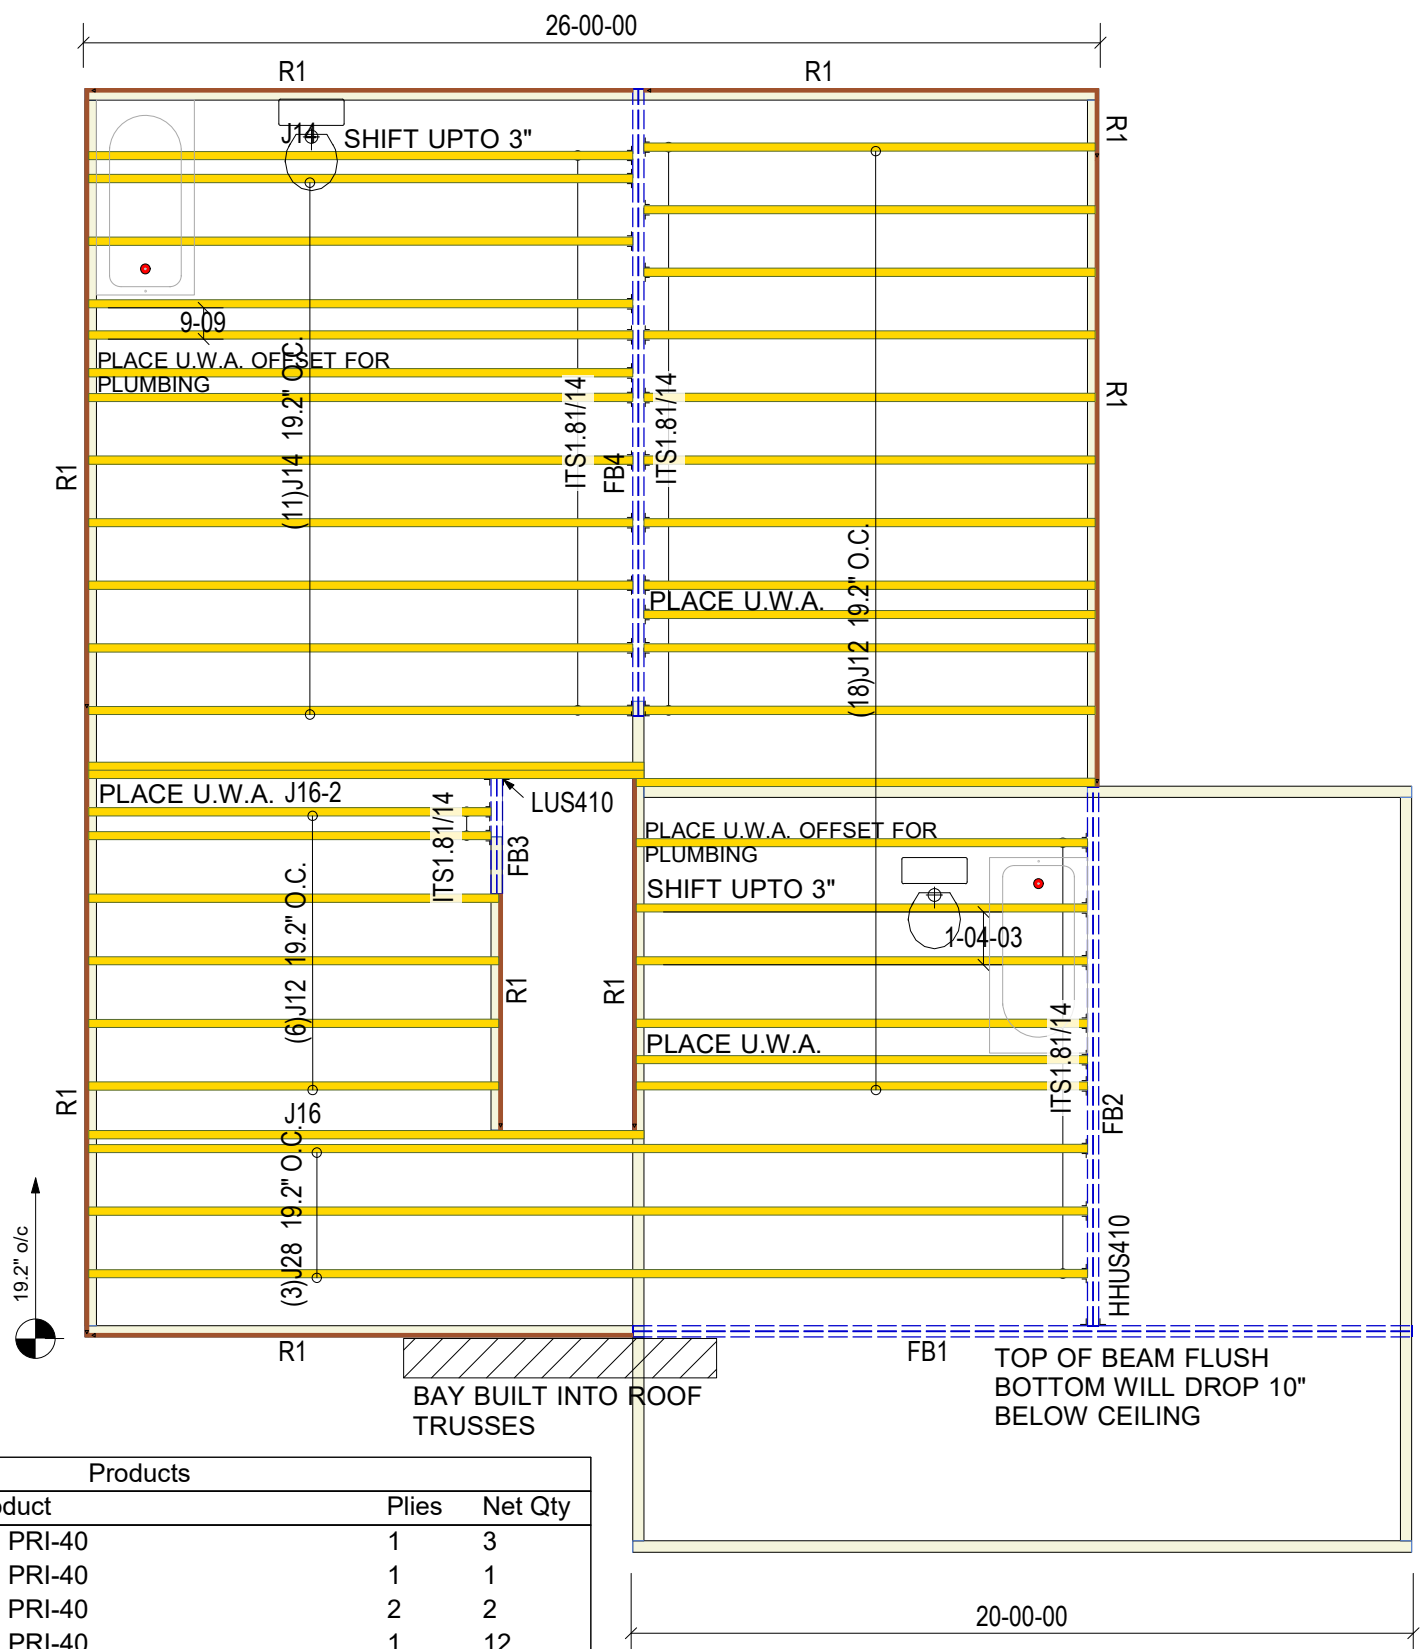 26-00-00
R1
R1
R1
J14
SHIFT UPTO 3"
9-09
PLACE U.W.A. OFFSET FOR
PLUMBING
(11)J14 19.2" O.C.
ITS1.81/14
FB4
ITS1.81/14
R1
R1
PLACE U.W.A.
(18)J12 19.2" O.C.
PLACE U.W.A.
J16-2
LUS410
ITS1.81/14
FB3
PLACE U.W.A. OFFSET FOR
PLUMBING
SHIFT UPTO 3"
1-04-03
(6)J12 19.2" O.C.
R1
R1
PLACE U.W.A.
ITS1.81/14
R1
J16
FB2
(3)J28 19.2" O.C.
HHUS410
19.2" o/c
R1
FB1
TOP OF BEAM FLUSH
BOTTOM WILL DROP 10"
BELOW CEILING
BAY BUILT INTO ROOF
TRUSSES
Products
oduct Plies Net Qty
PRI-40 1 3
PRI-40 1 1
PRI-40 2 2
PRI-40 1 12
20-00-00